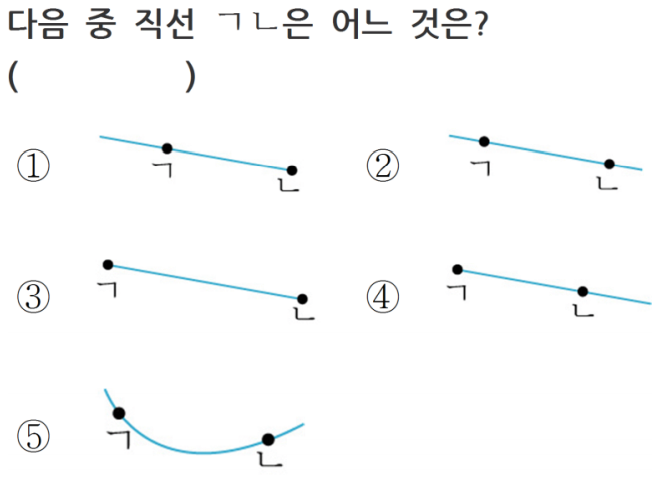 다음 중 직선 ㄱㄴ은 어느 것은?
( )
① ㄱ ㄴ
② ㄱ ㄴ
③ ㄱ ㄴ
④ ㄱ ㄴ
⑤ ㄱ ㄴ